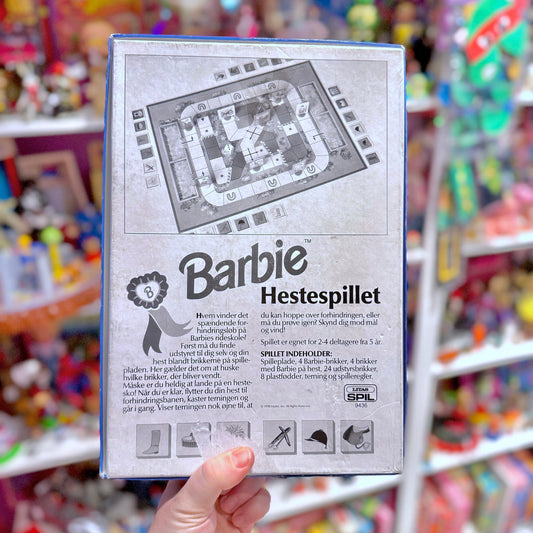 Barbie™
Hestespillet
B
Hvem vinder det
spændende for-
hindringsløb på
Barbies rideskole?
Først må du finde
udstyret til dig selv og din
hest blandt brikkerne på spille-
pladen. Her gælder det om at huske
hvilke brikker, der bliver vendt.
Måske er du heldig at lande på en heste-
sko! Når du er klar, flytter du din hest til
forhindringsbanen, kaster terningen og
går i gang. Viser terningen nok øjne til, at
du kan hoppe over forhindringen, eller
må du prøve igen? Skynd dig mod mål
og vind!
Spillet er egnet for 2-4 deltagere fra 5 år.
SPILLET INDEHOLDER:
Spilleplade, 4 Barbie-brikker, 4 brikker
med Barbie på hest, 24 udstyrsbrikker,
8 plastfødder, terning og spilleregler.
SPIL
9436